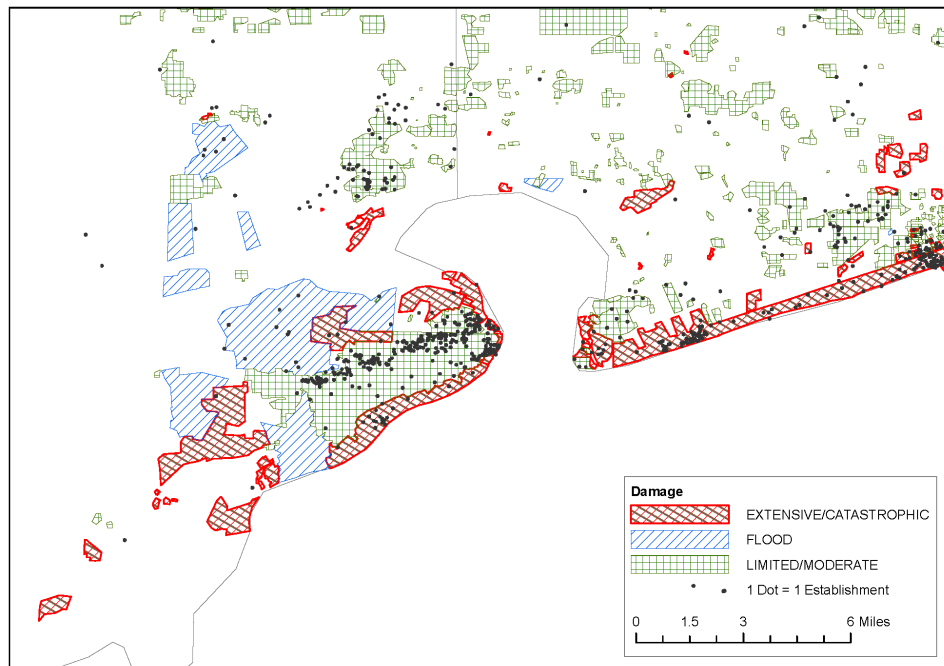 Damage
EXTENSIVE/CATASTROPHIC
FLOOD
LIMITED/MODERATE
1 Dot = 1 Establishment
0 1.5 3 6 Miles